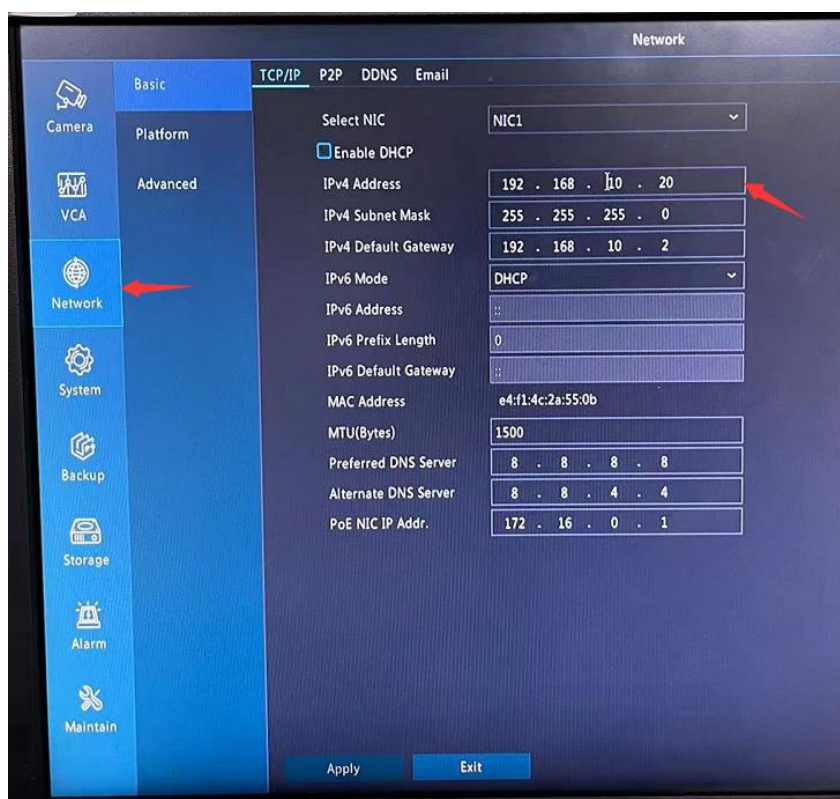 Network
Camera
VCA
Network
System
Backup
Storage
Alarm
Maintain
Basic
Platform
Advanced
TCP/IP P2P DDNS Email
Select NIC NIC1
Enable DHCP
IPv4 Address 192 . 168 . 10 . 20
IPv4 Subnet Mask 255 . 255 . 255 . 0
IPv4 Default Gateway 192 . 168 . 10 . 2
IPv6 Mode DHCP
IPv6 Address ::
IPv6 Prefix Length 0
IPv6 Default Gateway ::
MAC Address e4:f1:4c:2a:55:0b
MTU(Bytes) 1500
Preferred DNS Server 8 . 8 . 8 . 8
Alternate DNS Server 8 . 8 . 4 . 4
PoE NIC IP Addr. 172 . 16 . 0 . 1
Apply Exit